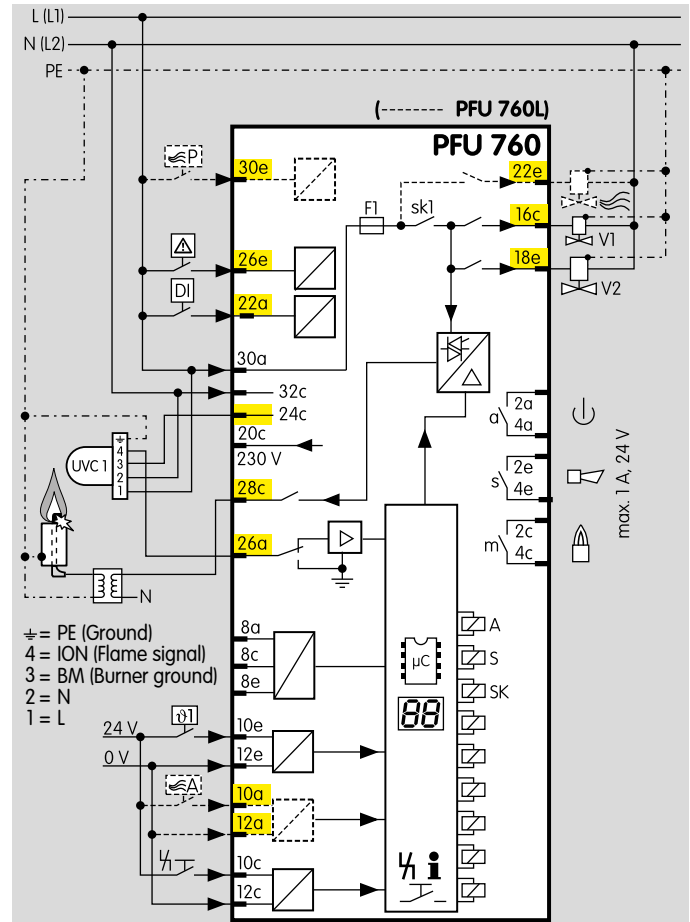 L (L1)
N (L2)
PE
(-------- PFU 760L)
PFU 760
P
30e
22e
F1
sk1
16c
V1
26e
18e
V2
DI
22a
30a
32c
24c
20c
230 V
2a
a
4a
UVC 1
4
3
2
1
28c
2e
s
4e
max. 1 A, 24 V
26a
2c
m
4c
N
= PE (Ground)
4 = ION (Flame signal)
3 = BM (Burner ground)
2 = N
1 = L
8a
8c
8e
A
µC
S
SK
88
ϑ1
24 V
10e
0 V
12e
A
10a
12a
10c
12c
i